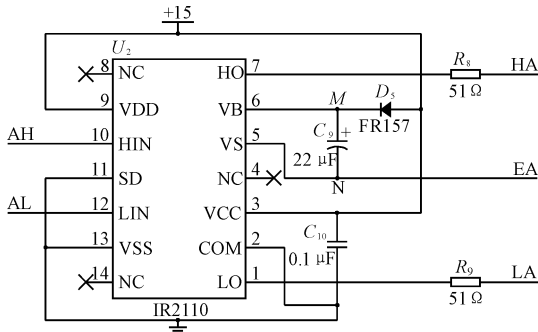 +15
U₂
8 NC HO 7 R₈ HA
51 Ω
9 VDD VB 6 M D₅
FR157
AH 10 HIN VS 5 C₉ +
22 μF
11 SD NC 4 N EA
AL 12 LIN VCC 3
13 VSS COM 2 C₁₀
0.1 μF
14 NC LO 1 R₉ LA
51 Ω
IR2110